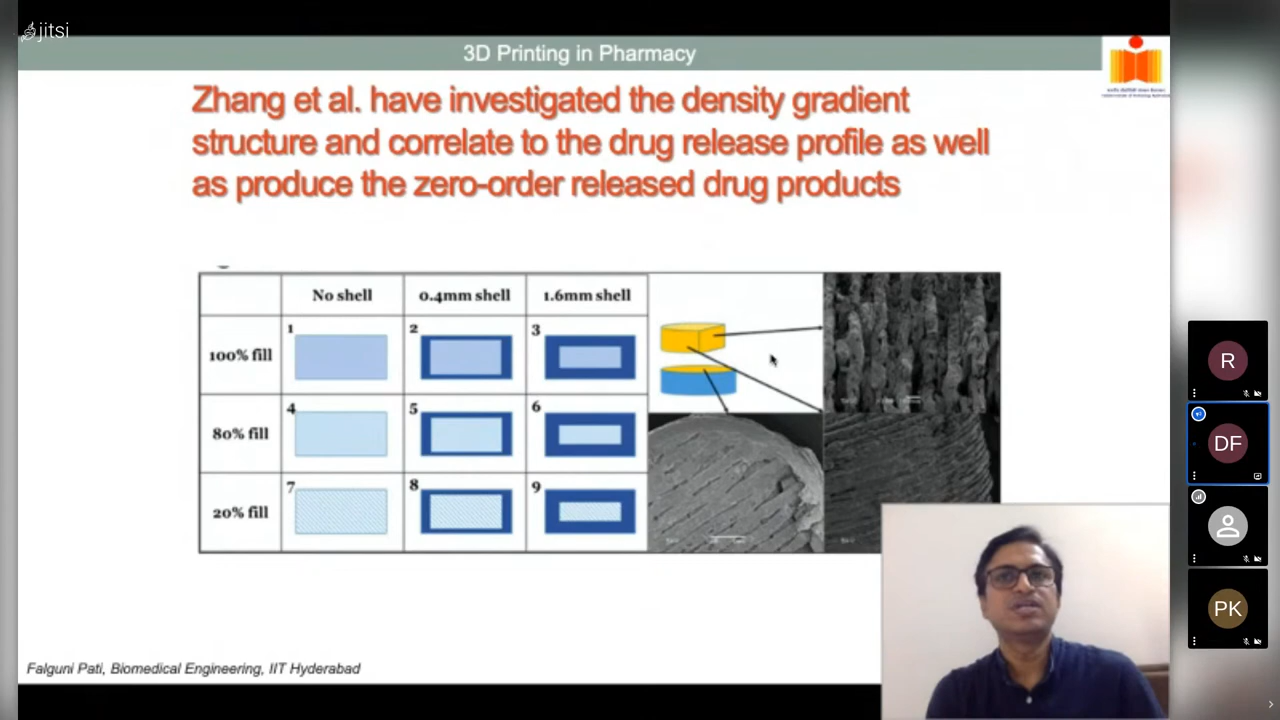 jitsi
3D Printing in Pharmacy
Zhang et al. have investigated the density gradient
structure and correlate to the drug release profile as well
as produce the zero-order released drug products
No shell
0.4mm shell
1.6mm shell
100% fill
1
2
3
80% fill
4
5
6
20% fill
7
8
9
R
DF
PK
Falguni Pati, Biomedical Engineering, IIT Hyderabad